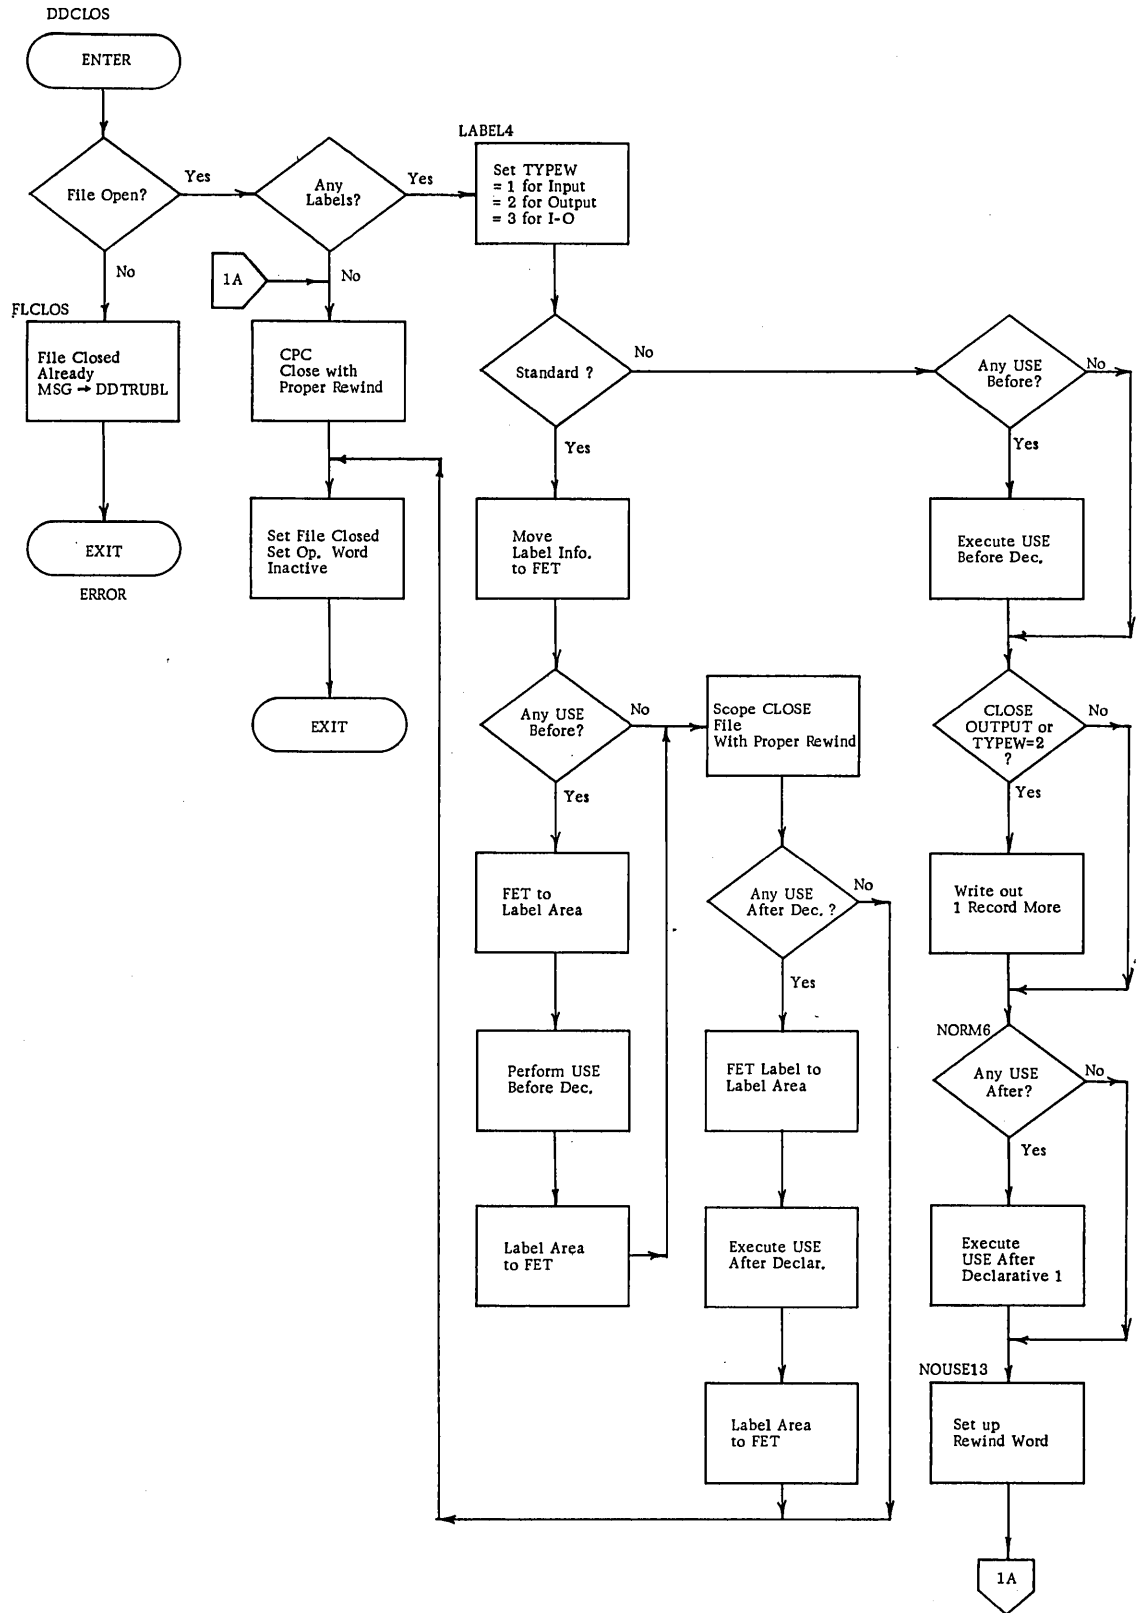 DDCLOS
ENTER
File Open?
Yes
No
FLCLOS
File Closed
Already
MSG → DDTRUBL
EXIT
ERROR
Any
Labels?
Yes
No
1A
CPC
Close with
Proper Rewind
Set File Closed
Set Op. Word
Inactive
EXIT
LABEL4
Set TYPEW
= 1 for Input
= 2 for Output
= 3 for I-O
Standard ?
No
Yes
Move
Label Info.
to FET
Any USE
Before?
No
Yes
FET to
Label Area
Perform USE
Before Dec.
Label Area
to FET
Scope CLOSE
File
With Proper Rewind
Any USE
After Dec. ?
No
Yes
FET Label to
Label Area
Execute USE
After Declar.
Label Area
to FET
Any USE
Before?
No
Yes
Execute USE
Before Dec.
CLOSE
OUTPUT or
TYPEW=2
?
No
Yes
Write out
1 Record More
NORM6
Any USE
After?
No
Yes
Execute
USE After
Declarative 1
NOUSE13
Set up
Rewind Word
1A